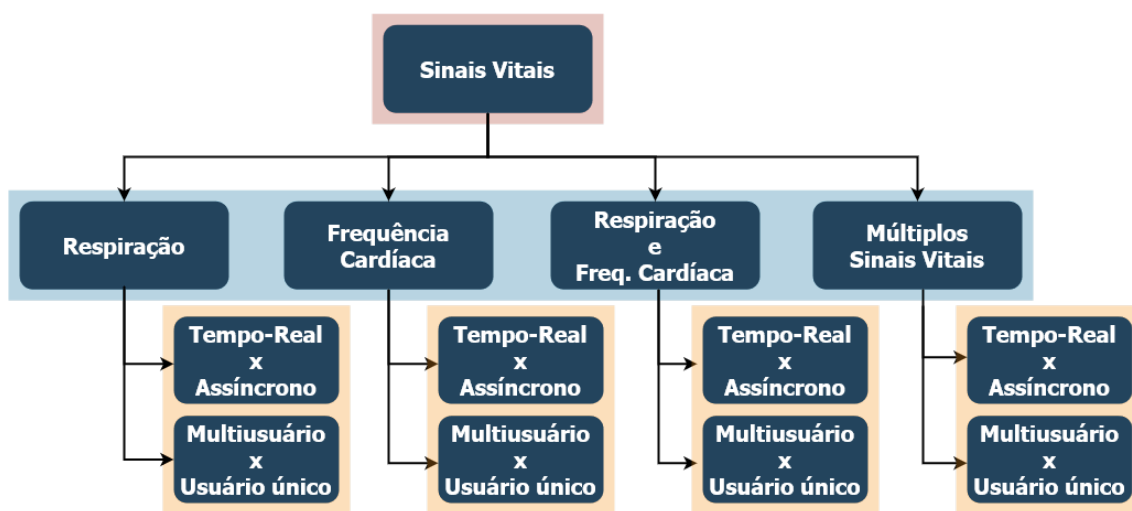 Sinais Vitais
Respiração
Frequência
Cardíaca
Respiração
e
Freq. Cardíaca
Múltiplos
Sinais Vitais
Tempo-Real
x
Assíncrono
Tempo-Real
x
Assíncrono
Tempo-Real
x
Assíncrono
Tempo-Real
x
Assíncrono
Multiusuário
x
Usuário único
Multiusuário
x
Usuário único
Multiusuário
x
Usuário único
Multiusuário
x
Usuário único